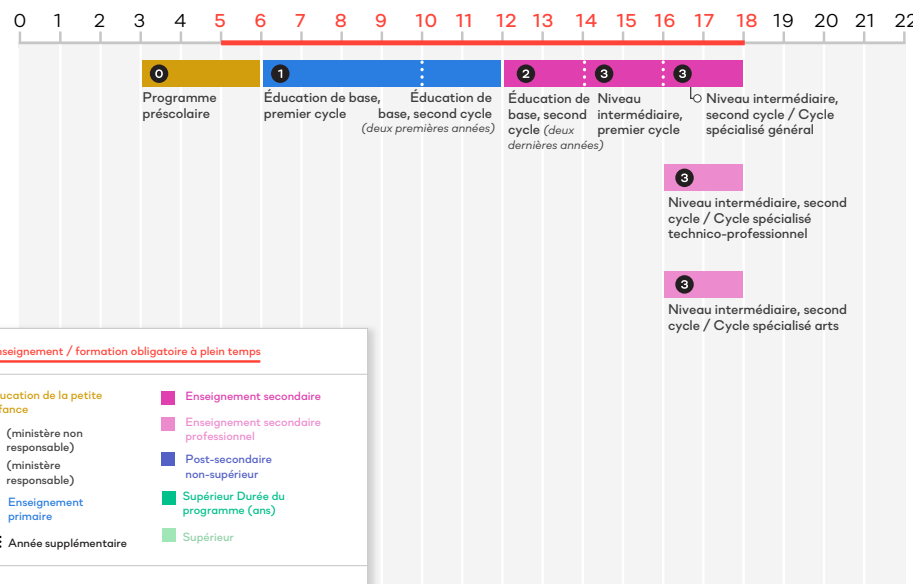 0 1 2 3 4 5 6 7 8 9 10 11 12 13 14 15 16 17 18 19 20 21 22
0
Programme
préscolaire
1
Éducation de base,
premier cycle
Éducation de
base, second cycle
(deux premières années)
2
Éducation de
base, second
cycle (deux
dernières années)
3
Niveau
intermédiaire,
premier cycle
3
Niveau intermédiaire,
second cycle / Cycle
spécialisé général
3
Niveau intermédiaire, second
cycle / Cycle spécialisé
technico-professionnel
3
Niveau intermédiaire, second
cycle / Cycle spécialisé arts
nseignement / formation obligatoire à plein temps
ucation de la petite
fance
(ministère non
responsable)
(ministère
responsable)
Enseignement
primaire
Année supplémentaire
Enseignement secondaire
Enseignement secondaire
professionnel
Post-secondaire
non-supérieur
Supérieur Durée du
programme (ans)
Supérieur